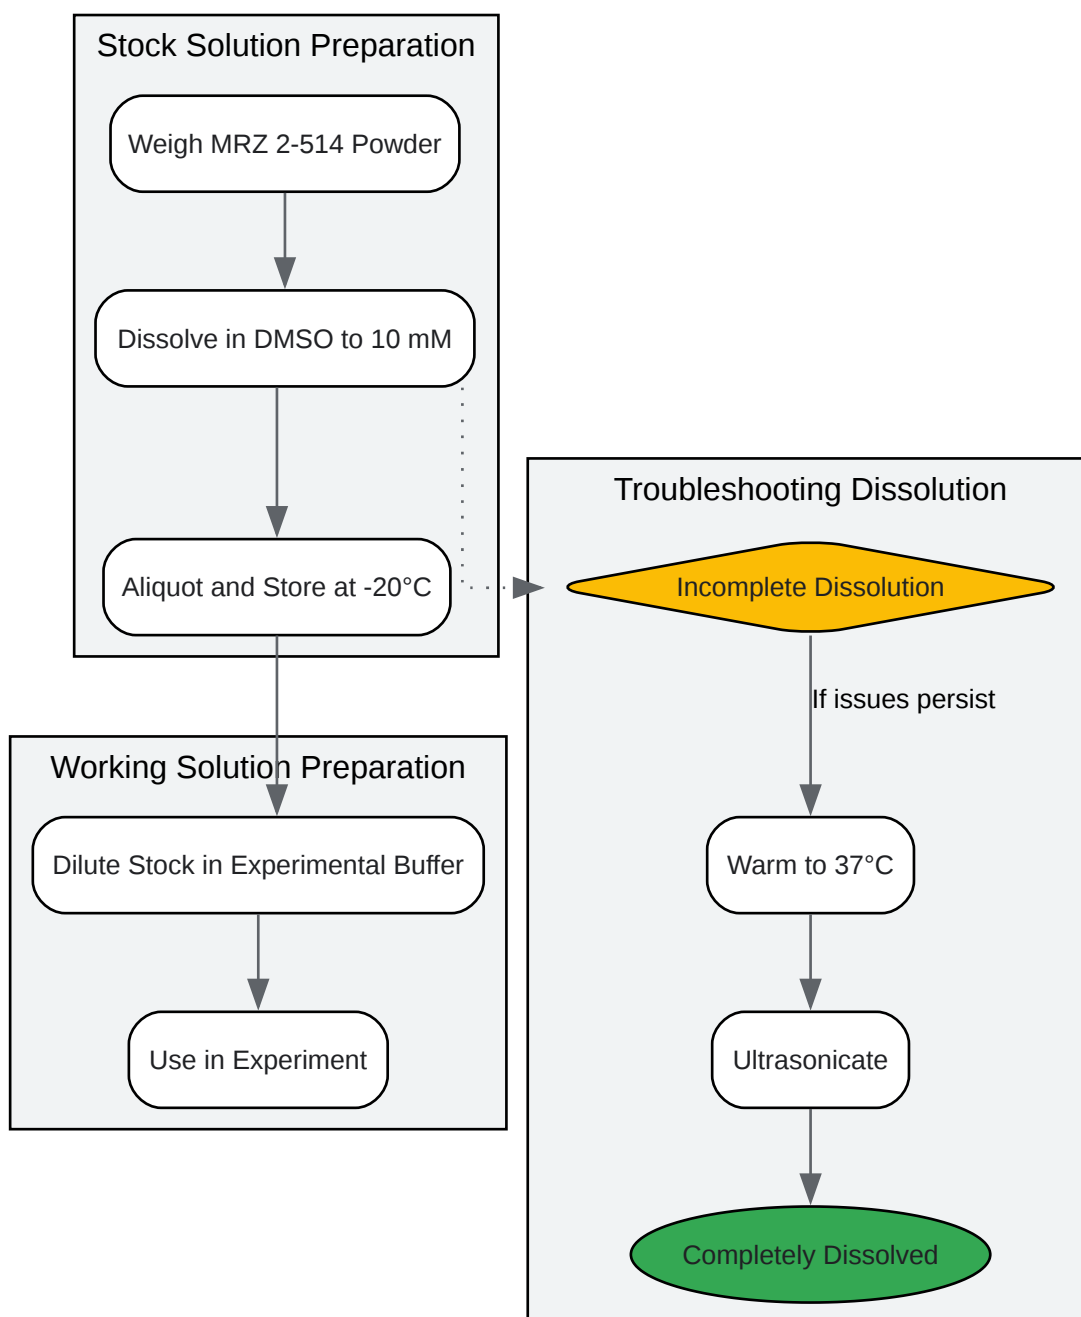 Stock Solution Preparation
Weigh MRZ 2-514 Powder
Dissolve in DMSO to 10 mM
Aliquot and Store at -20°C
Working Solution Preparation
Dilute Stock in Experimental Buffer
Use in Experiment
Troubleshooting Dissolution
Incomplete Dissolution
If issues persist
Warm to 37°C
Ultrasonicate
Completely Dissolved